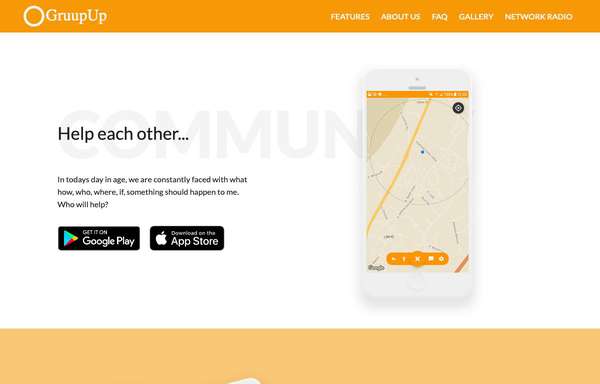 GruupUp
FEATURES ABOUT US FAQ GALLERY NETWORK RADIO
COMMUN
Help each other...
In todays day in age, we are constantly faced with what
how, who, where, if, something should happen to me.
Who will help?
GET IT ON
Google Play
Download on the
App Store
Google